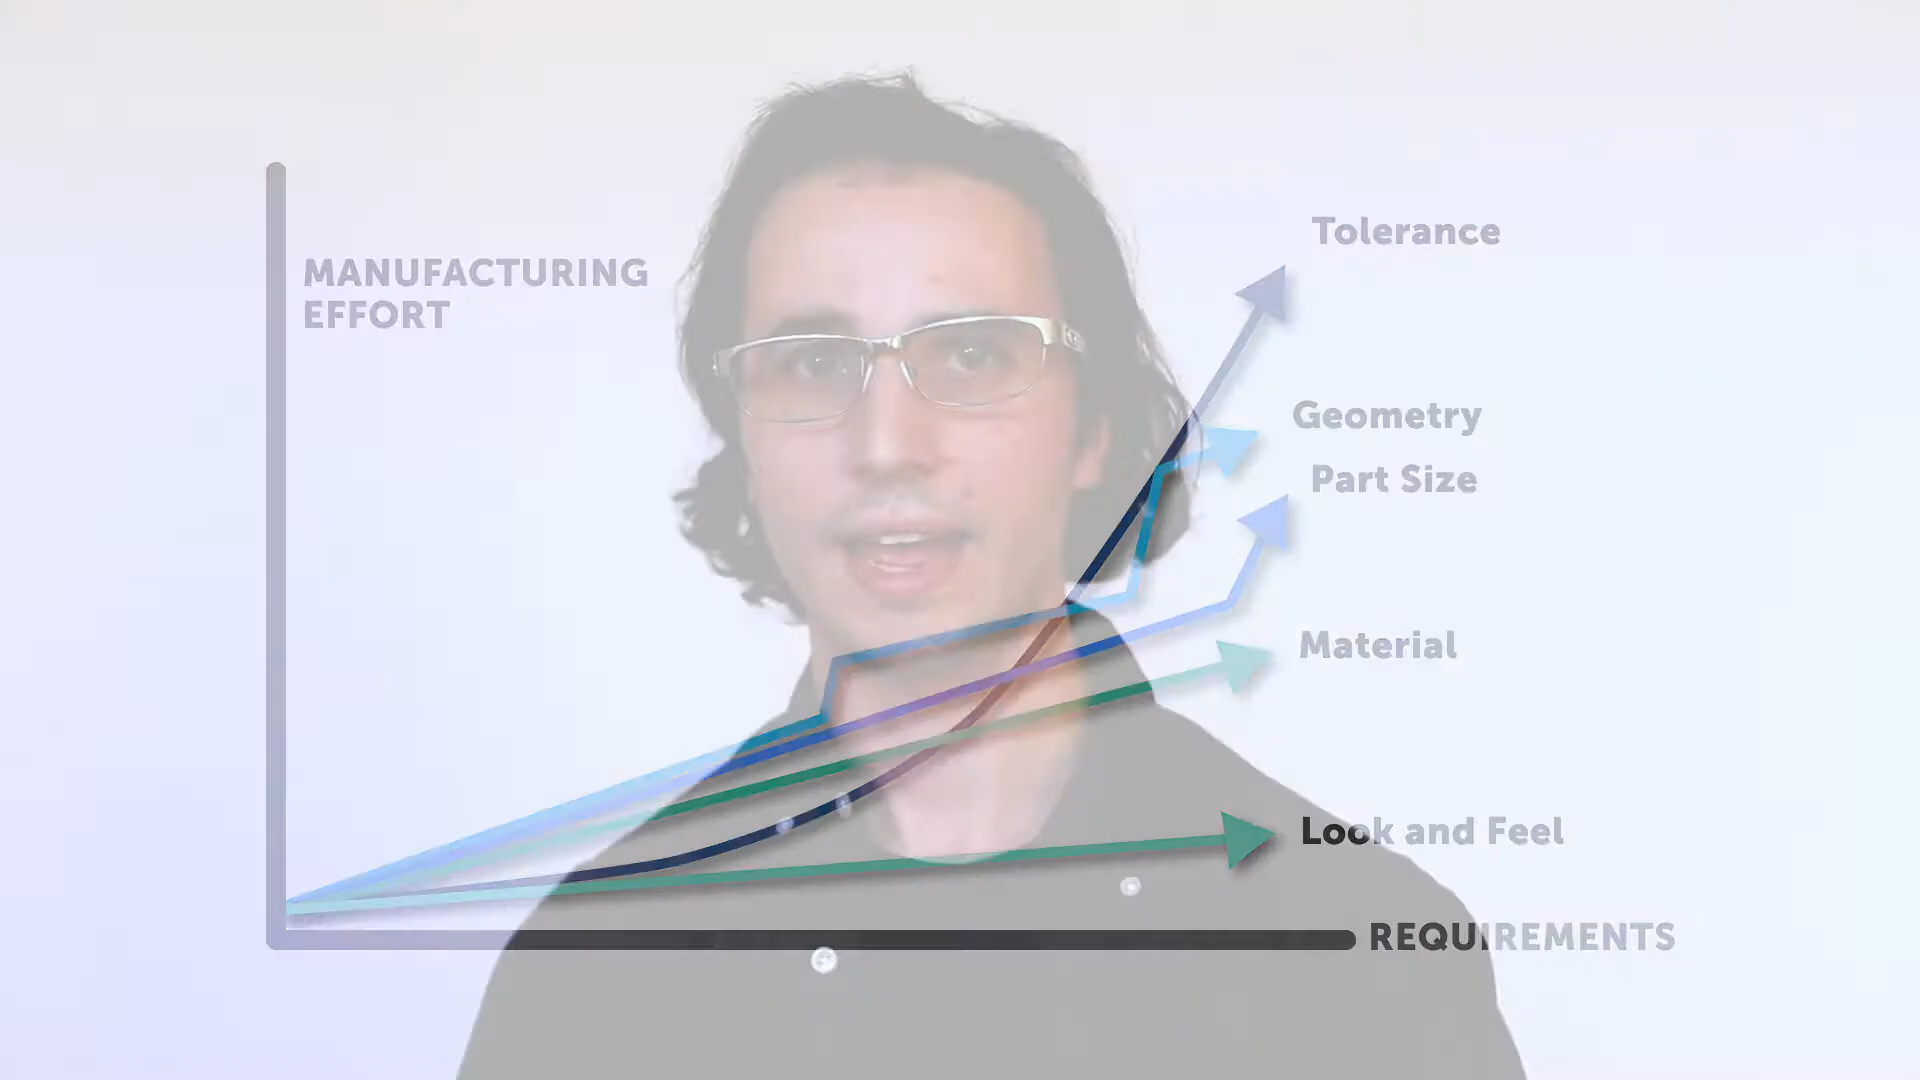 MANUFACTURING
EFFORT
Tolerance
Geometry
Part Size
Material
Look and Feel
REQUIREMENTS